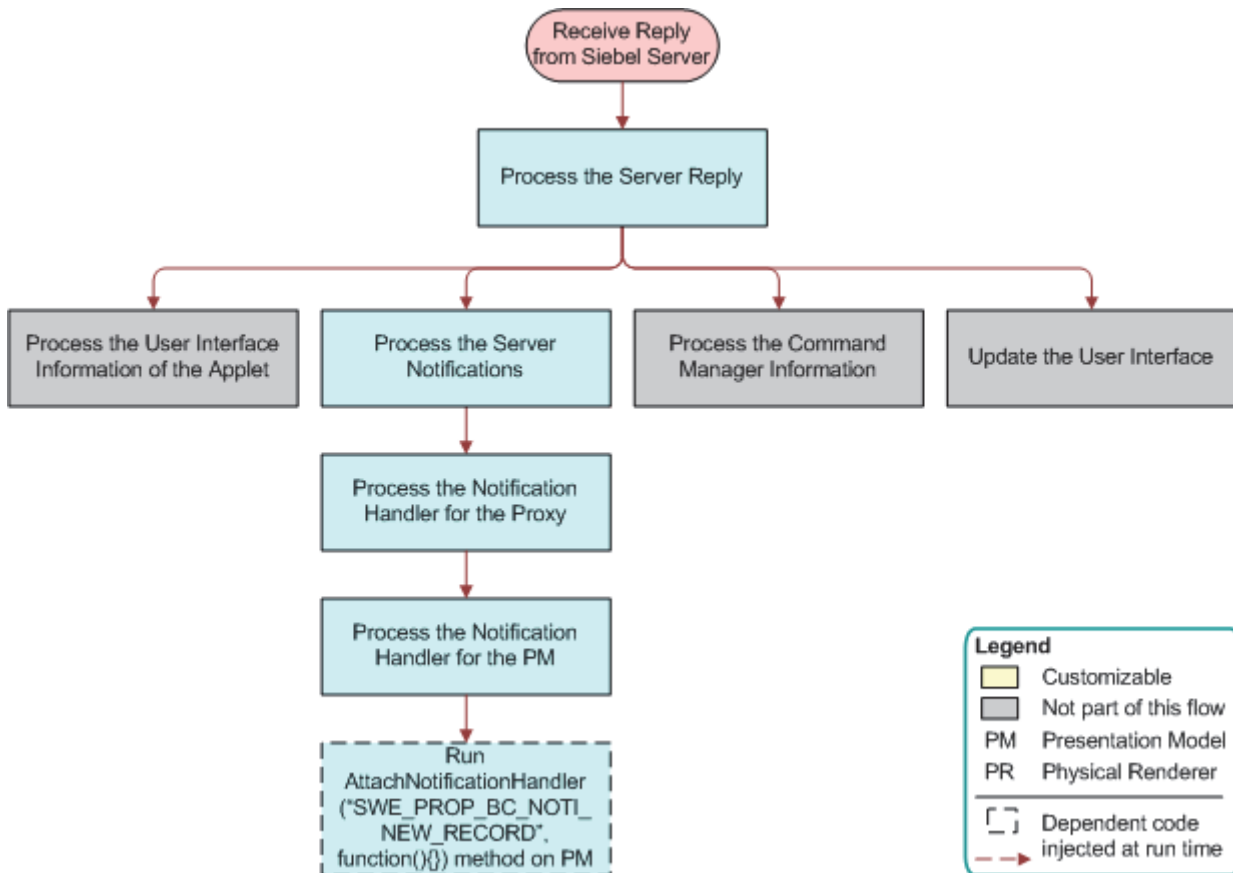 Receive Reply
from Siebel Server
Process the Server Reply
Process the User Interface
Information of the Applet
Process the Server
Notifications
Process the Command
Manager Information
Update the User Interface
Process the Notification
Handler for the Proxy
Process the Notification
Handler for the PM
Run
AttachNotificationHandler
("SWE_PROP_BC_NOTI_
NEW_RECORD",
function(){}) method on PM
Legend
Customizable
Not part of this flow
PM Presentation Model
PR Physical Renderer
Dependent code
injected at run time